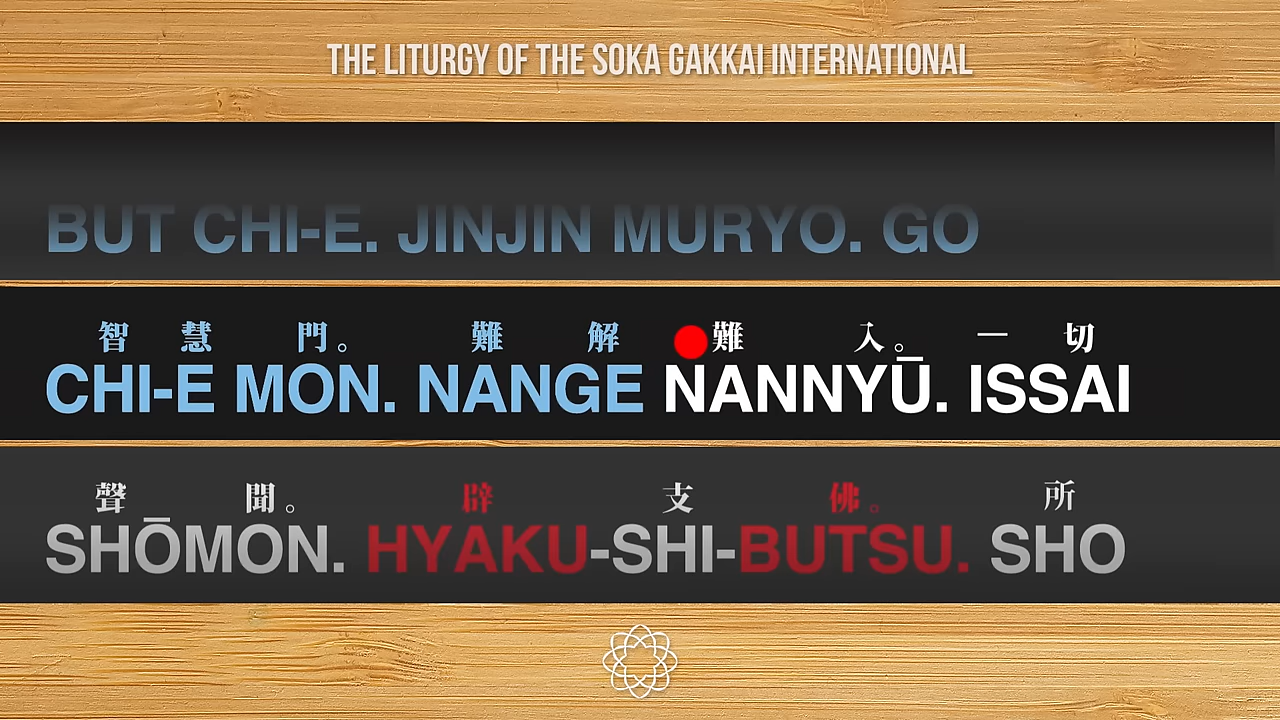 THE LITURGY OF THE SOKA GAKKAI INTERNATIONAL
BUT CHI-E. JINJIN MURYO. GO
智 慧 門。 難 解 難 入。 一 切
CHI-E MON. NANGE NANNYŪ. ISSAI
聲 聞。 辟 支 佛。 所
SHŌMON. HYAKU-SHI-BUTSU. SHO